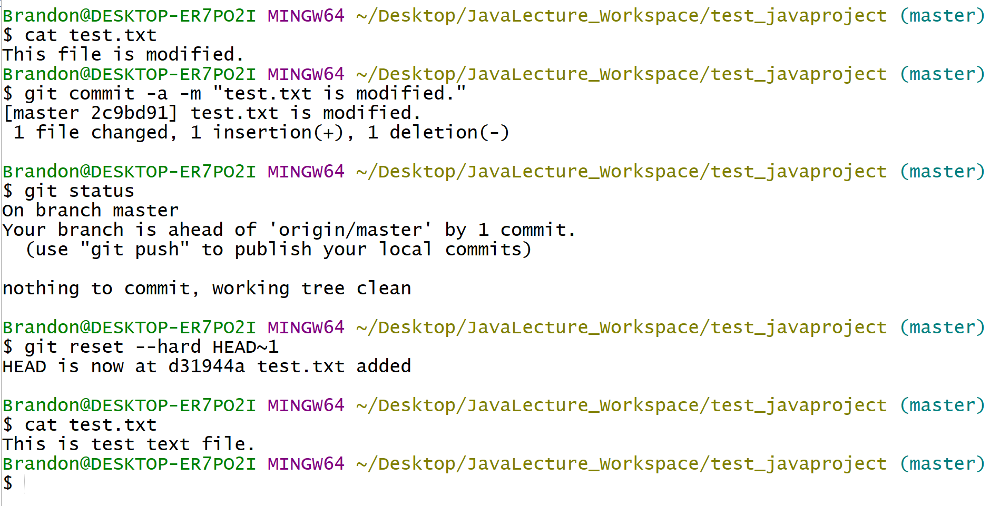 Brandon@DESKTOP-ER7PO2I MINGW64 ~/Desktop/JavaLecture_Workspace/test_javaproject (master)
$ cat test.txt
This file is modified.
Brandon@DESKTOP-ER7PO2I MINGW64 ~/Desktop/JavaLecture_Workspace/test_javaproject (master)
$ git commit -a -m "test.txt is modified."
[master 2c9bd91] test.txt is modified.
 1 file changed, 1 insertion(+), 1 deletion(-)
Brandon@DESKTOP-ER7PO2I MINGW64 ~/Desktop/JavaLecture_Workspace/test_javaproject (master)
$ git status
On branch master
Your branch is ahead of 'origin/master' by 1 commit.
  (use "git push" to publish your local commits)
nothing to commit, working tree clean
Brandon@DESKTOP-ER7PO2I MINGW64 ~/Desktop/JavaLecture_Workspace/test_javaproject (master)
$ git reset --hard HEAD~1
HEAD is now at d31944a test.txt added
Brandon@DESKTOP-ER7PO2I MINGW64 ~/Desktop/JavaLecture_Workspace/test_javaproject (master)
$ cat test.txt
This is test text file.
Brandon@DESKTOP-ER7PO2I MINGW64 ~/Desktop/JavaLecture_Workspace/test_javaproject (master)
$